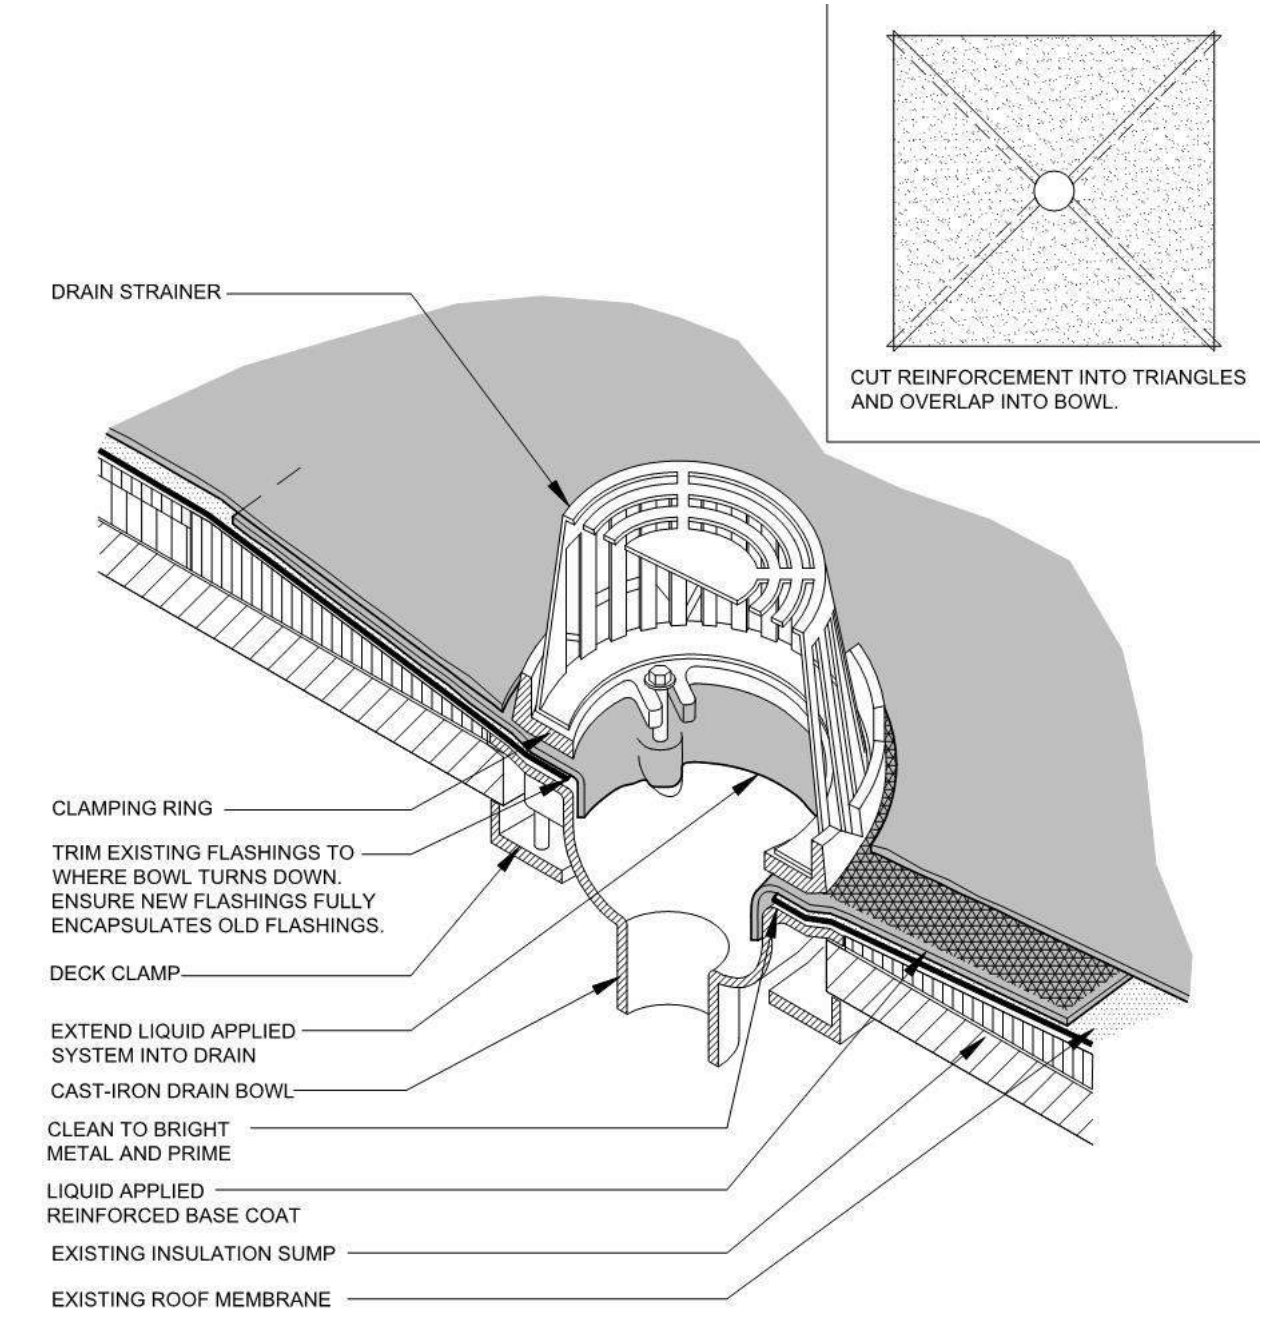 CUT REINFORCEMENT INTO TRIANGLES
AND OVERLAP INTO BOWL.
DRAIN STRAINER
CLAMPING RING
TRIM EXISTING FLASHINGS TO
WHERE BOWL TURNS DOWN.
ENSURE NEW FLASHINGS FULLY
ENCAPSULATES OLD FLASHINGS.
DECK CLAMP
EXTEND LIQUID APPLIED
SYSTEM INTO DRAIN
CAST-IRON DRAIN BOWL
CLEAN TO BRIGHT
METAL AND PRIME
LIQUID APPLIED
REINFORCED BASE COAT
EXISTING INSULATION SUMP
EXISTING ROOF MEMBRANE